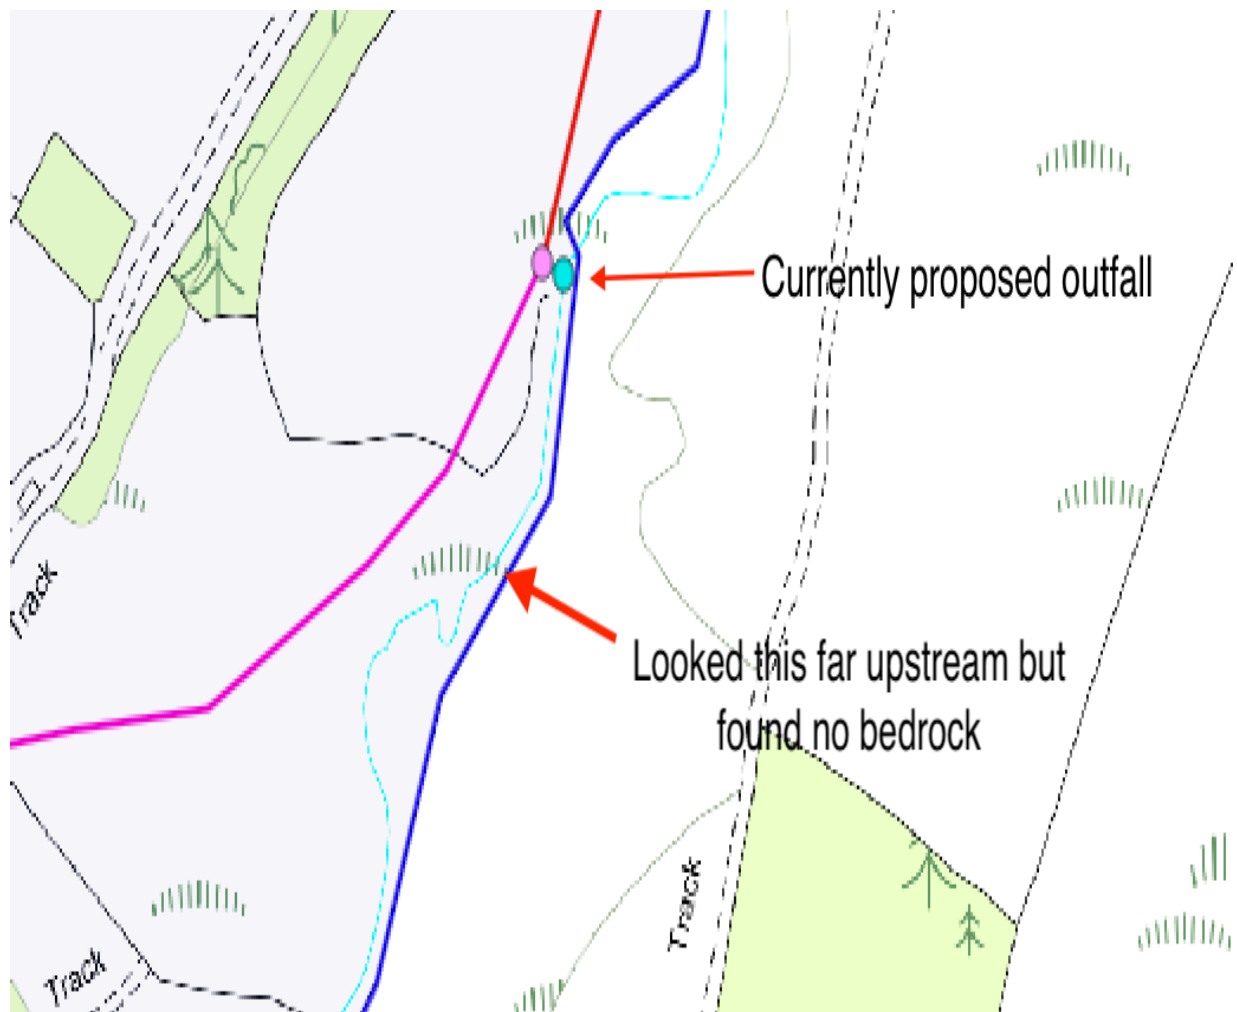 Currently proposed outfall
Track
Looked this far upstream but
found no bedrock
Track
Track